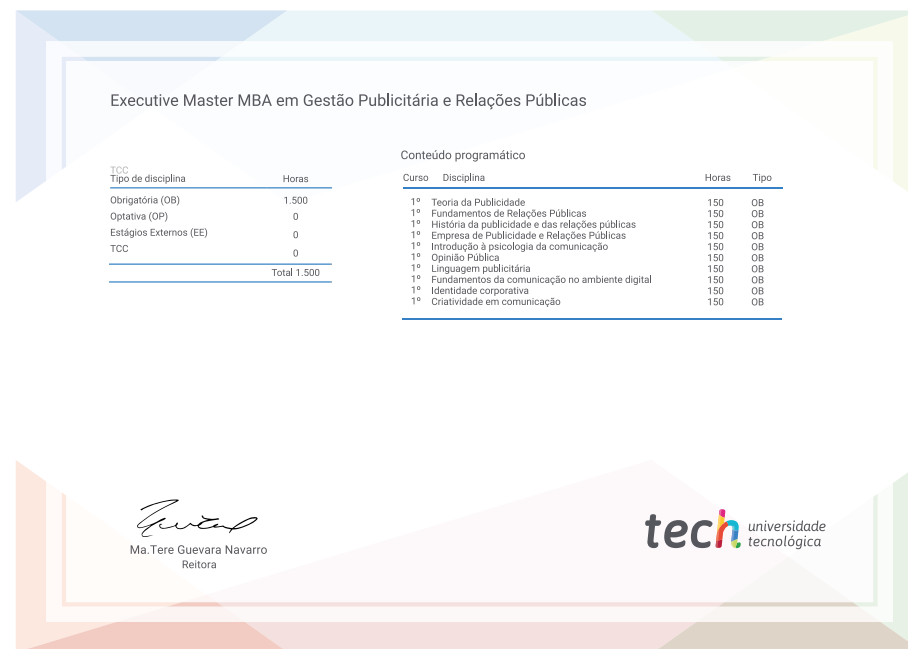 Executive Master MBA em Gestão Publicitária e Relações Públicas
TCC
Tipo de disciplina Horas
Obrigatória (OB) 1.500
Optativa (OP) 0
Estágios Externos (EE) 0
TCC 0
Total 1.500
Conteúdo programático
Curso Disciplina Horas Tipo
1º Teoria da Publicidade 150 OB
1º Fundamentos de Relações Públicas 150 OB
1º História da publicidade e das relações públicas 150 OB
1º Empresa de Publicidade e Relações Públicas 150 OB
1º Introdução à psicologia da comunicação 150 OB
1º Opinião Pública 150 OB
1º Linguagem publicitária 150 OB
1º Fundamentos da comunicação no ambiente digital 150 OB
1º Identidade corporativa 150 OB
1º Criatividade em comunicação 150 OB
Ma.Tere Guevara Navarro
Reitora
tech universidade
tecnológica